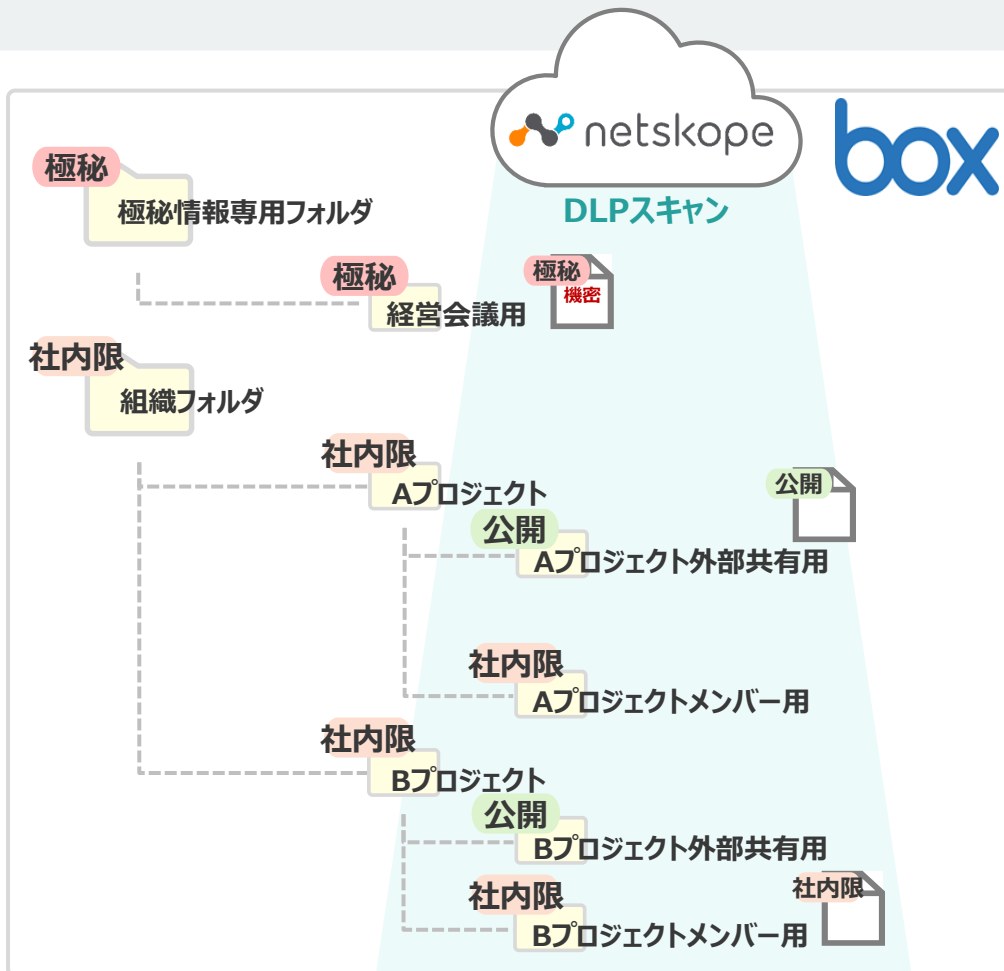 netskope
box
DLPスキャン
極秘
極秘情報専用フォルダ
極秘
経営会議用
極秘
機密
社内限
組織フォルダ
社内限
Aプロジェクト
公開
公開
Aプロジェクト外部共有用
社内限
Aプロジェクトメンバー用
社内限
Bプロジェクト
公開
Bプロジェクト外部共有用
社内限
Bプロジェクトメンバー用
社内限